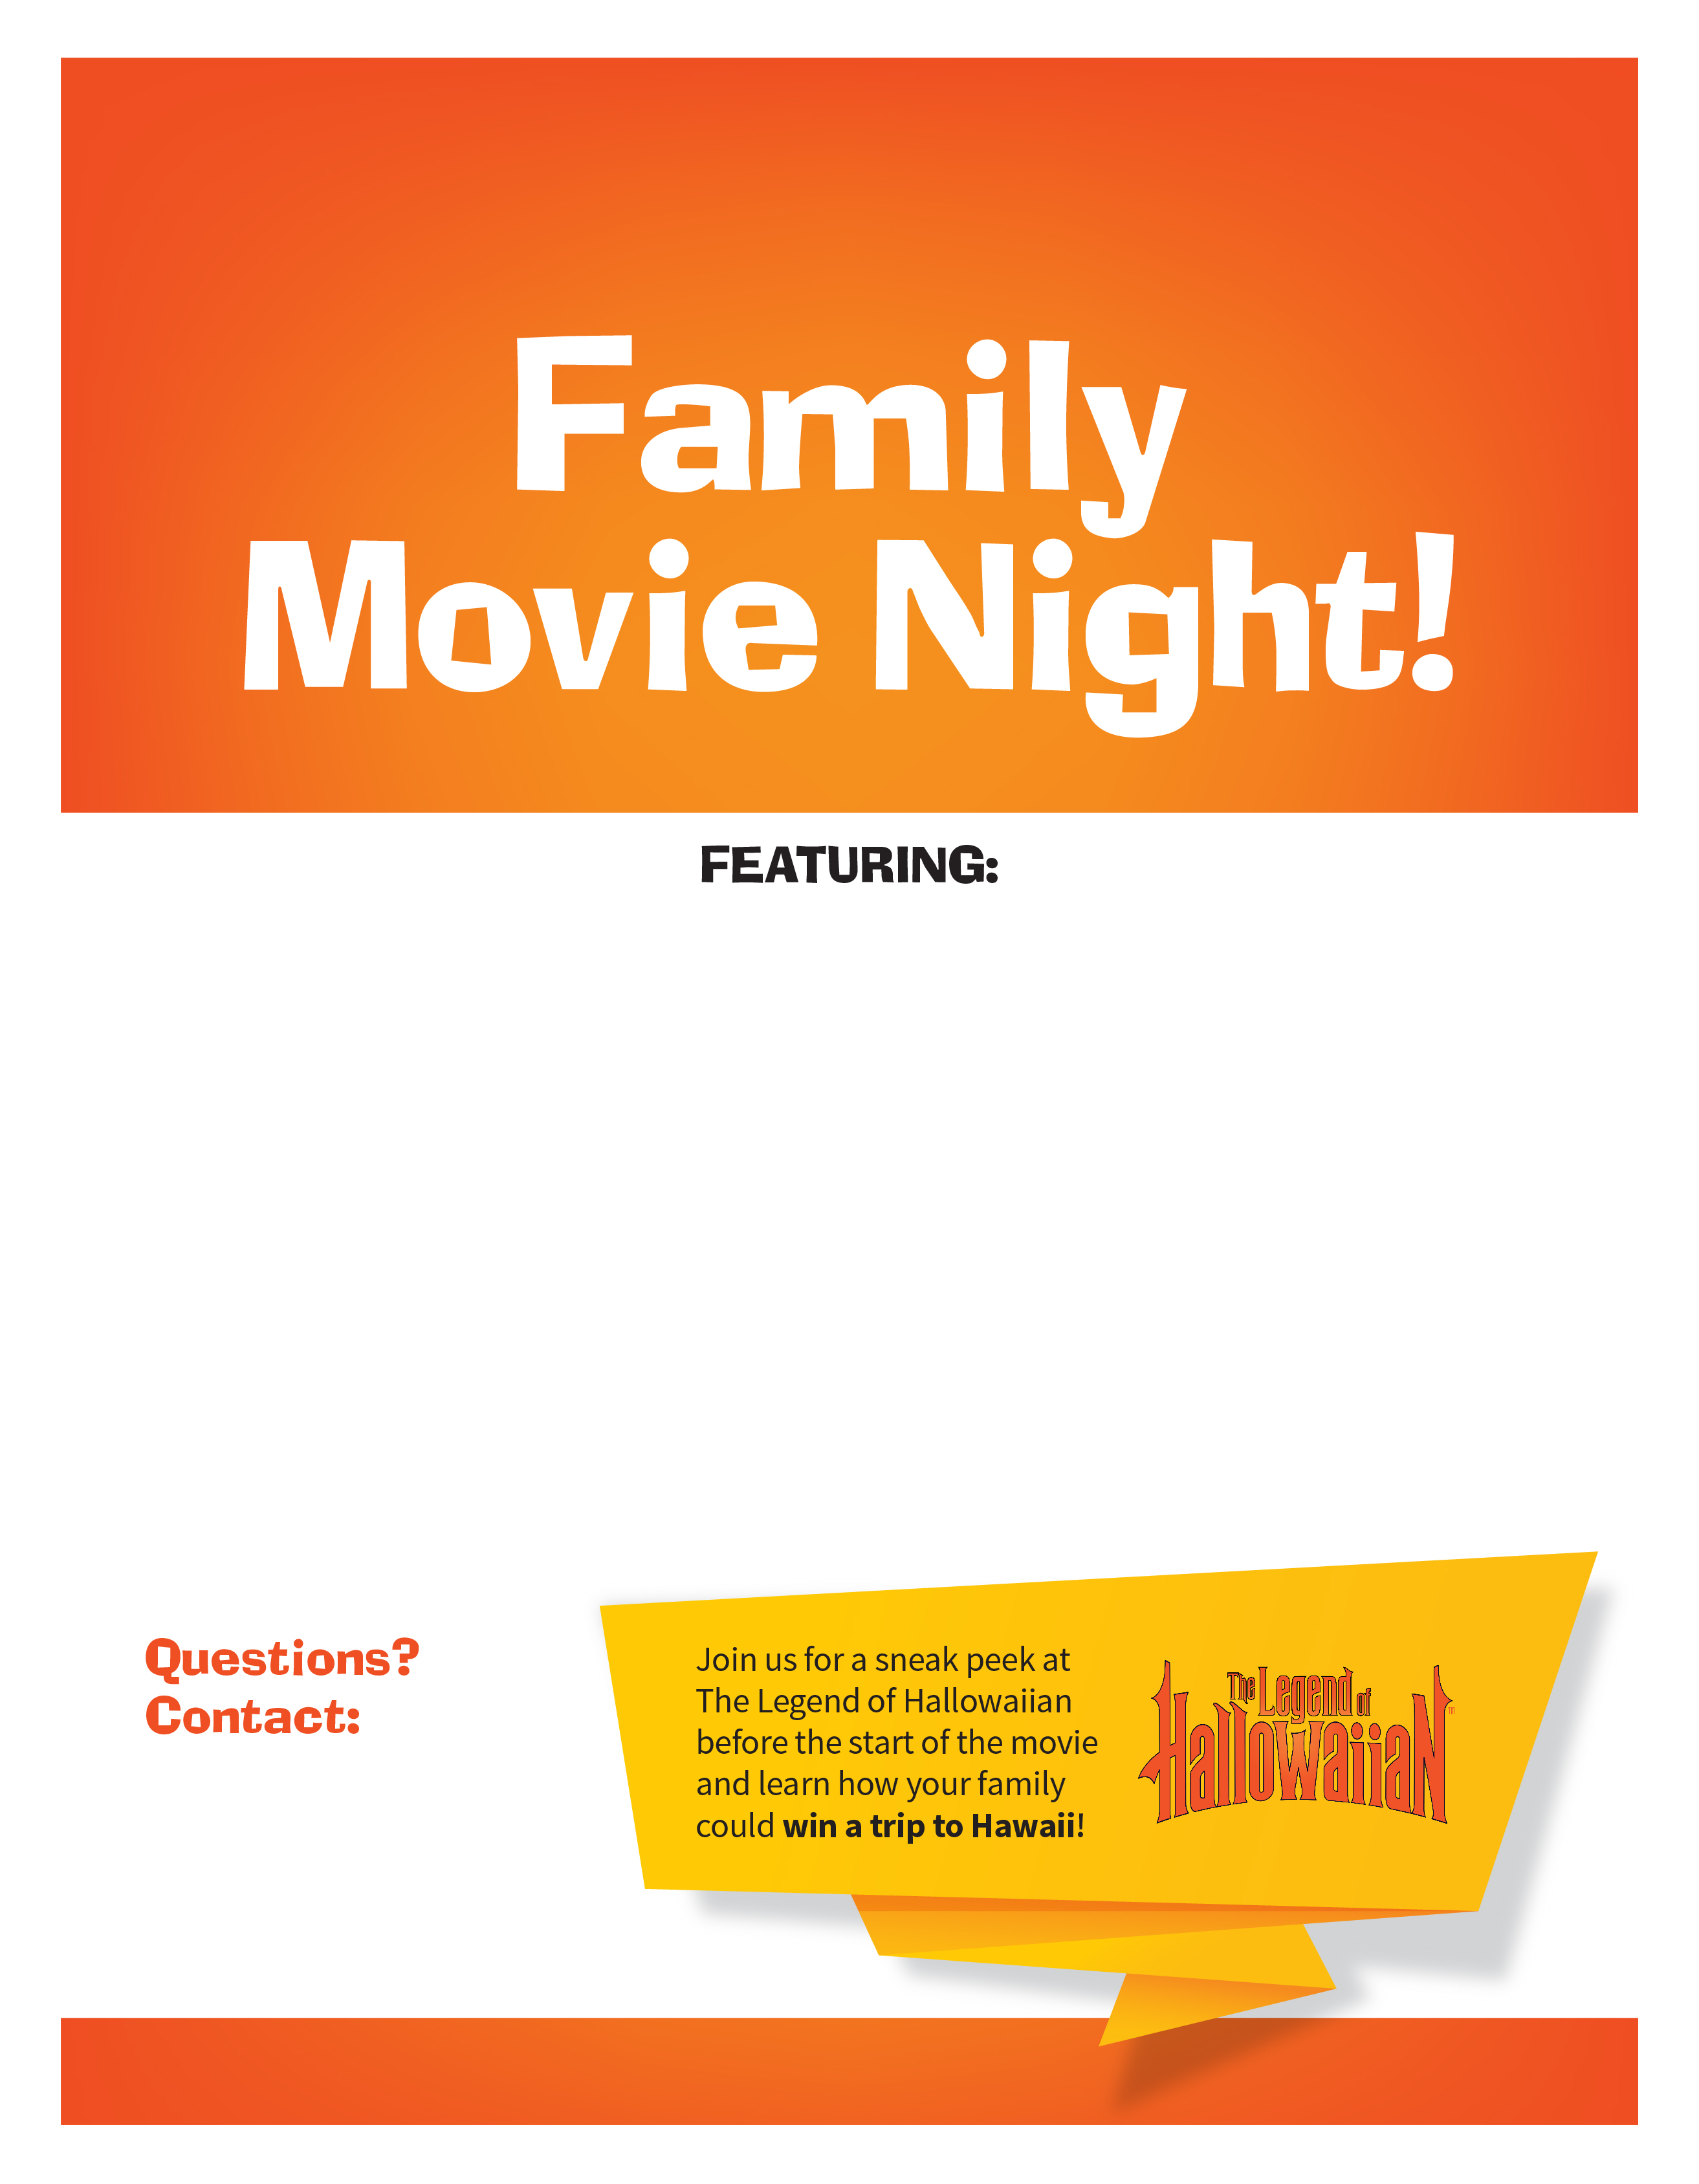 Family
Movie Night!
FEATURING:
Questions?
Contact:
Join us for a sneak peek at
The Legend of Hallowaiian
before the start of the movie
and learn how your family
could win a trip to Hawaii!
The Legend of
HallowaiiaN™